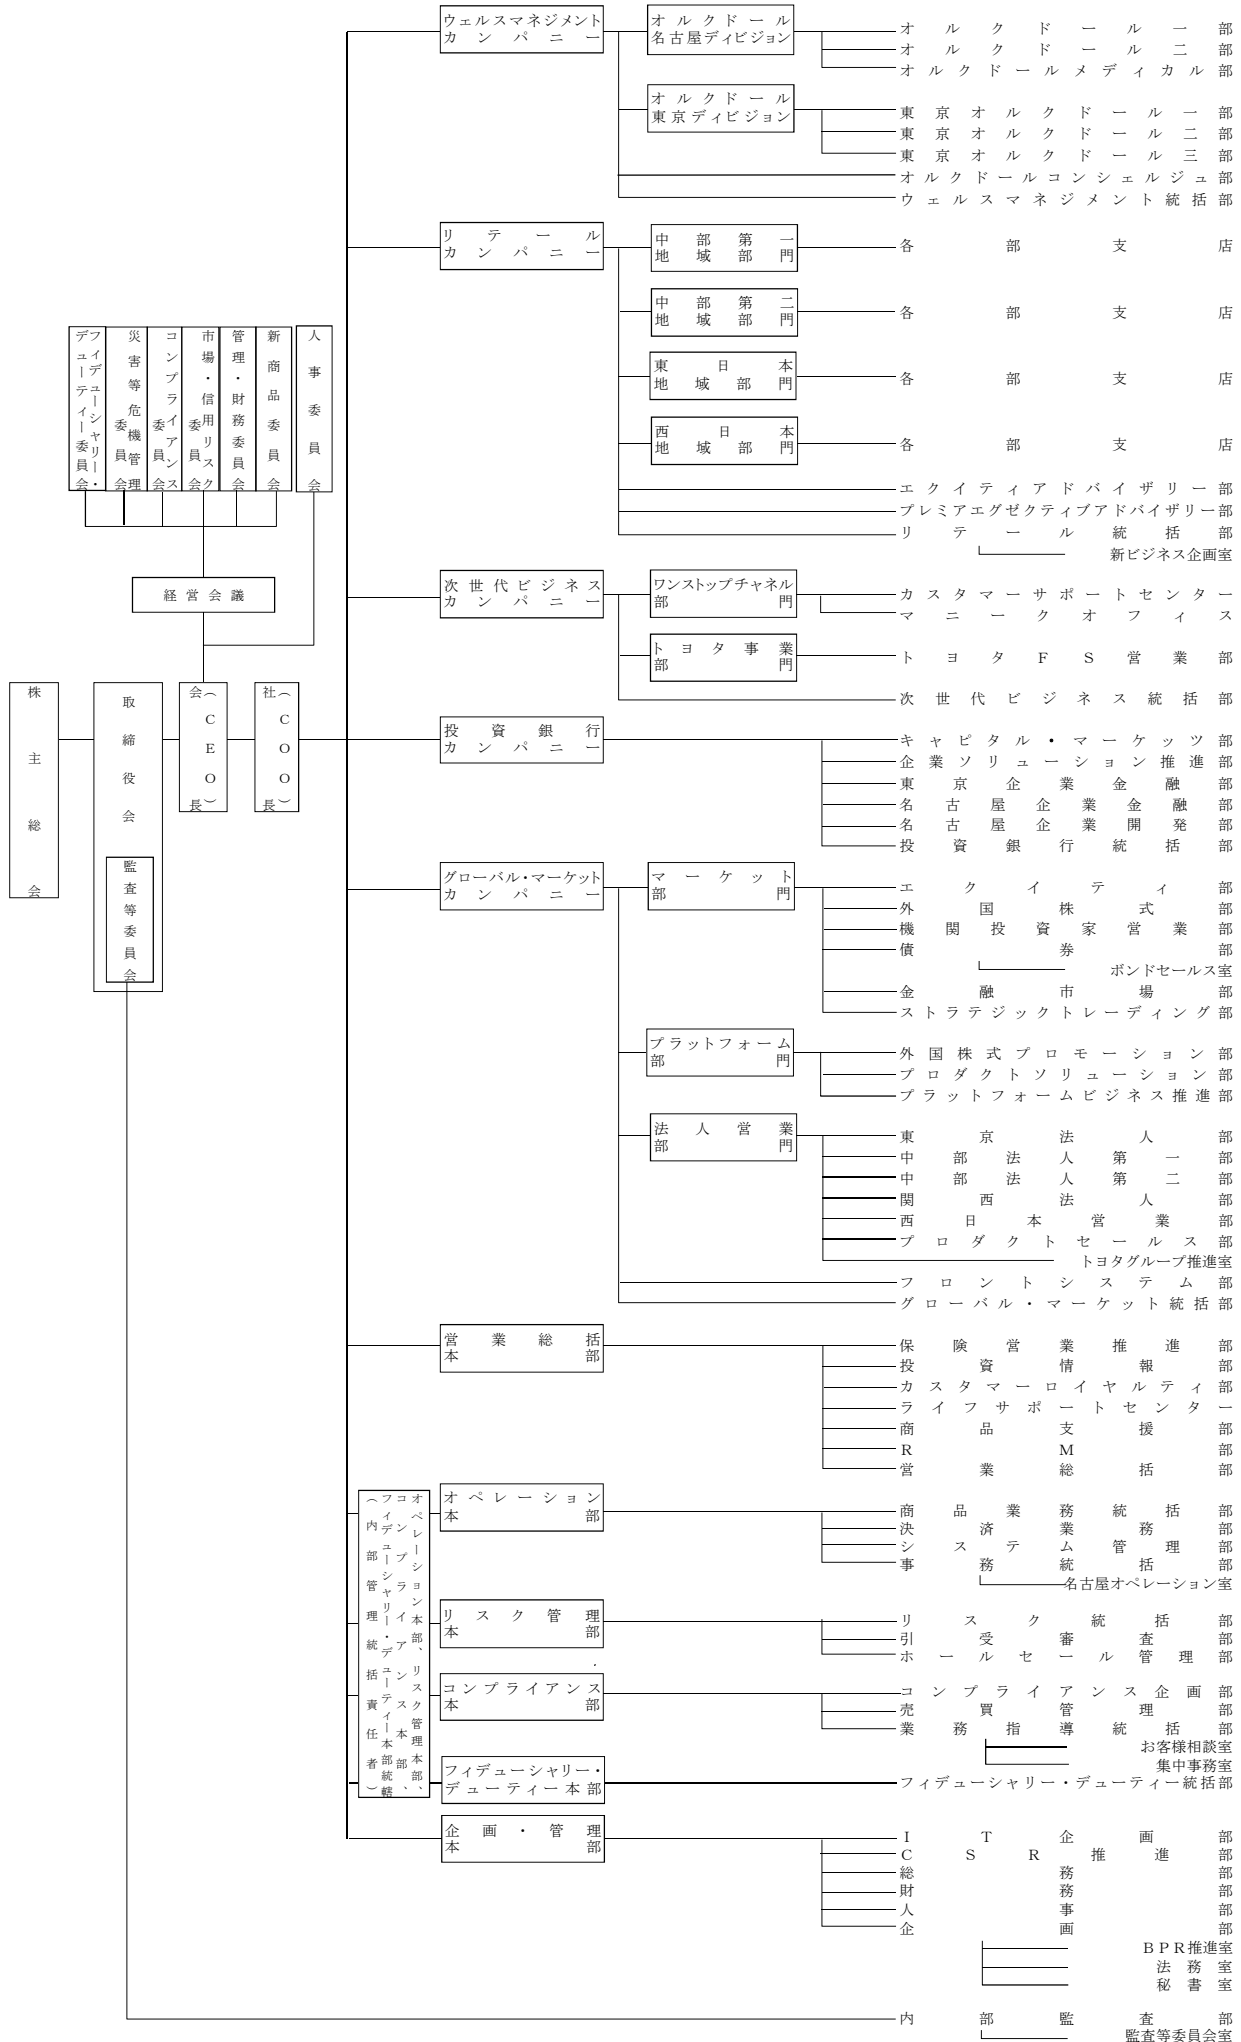 株主総会
取締役会
監査等委員会
会長(CEO)
社長(COO)
経営会議
フィデューシャリー・
デューティー委員会
災害等危機管理
委員会
コンプライアンス
委員会
市場・信用リスク
委員会
管理・財務委員会
新商品委員会
人事委員会
ウェルスマネジメント
カンパニー
オルクドール
名古屋ディビジョン
オルクドール一部
オルクドール二部
オルクドールメディカル部
オルクドール
東京ディビジョン
東京オルクドール一部
東京オルクドール二部
東京オルクドール三部
オルクドールコンシェルジュ部
ウェルスマネジメント統括部
リテール
カンパニー
中部第一
地域部門
各部支店
中部第二
地域部門
各部支店
東日本
地域部門
各部支店
西日本
地域部門
各部支店
エクイティアドバイザリー部
プレミアエグゼクティブアドバイザリー部
リテール統括部
新ビジネス企画室
次世代ビジネス
カンパニー
ワンストップチャネル
部門
カスタマーサポートセンター
マニークオフィス
トヨタ事業
部門
トヨタFS営業部
次世代ビジネス統括部
投資銀行
カンパニー
キャピタル・マーケッツ部
企業ソリューション推進部
東京企業金融部
名古屋企業金融部
名古屋企業開発部
投資銀行統括部
グローバル・マーケット
カンパニー
マーケット
部門
エクイティ部
外国株式部
機関投資家営業部
債券部
ボンドセールス室
金融市場部
ストラテジックトレーディング部
プラットフォーム
部門
外国株式プロモーション部
プロダクトソリューション部
プラットフォームビジネス推進部
法人営業
部門
東京法人部
中部法人第一部
中部法人第二部
関西法人部
西日本営業部
プロダクトセールス部
トヨタグループ推進室
フロントシステム部
グローバル・マーケット統括部
営業総括
本部
保険営業推進部
投資情報部
カスタマーロイヤルティ部
ライフサポートセンター
商品支援部
RM部
営業総括部
オペレーション本部、リスク管理本部、
コンプライアンス本部、
フィデューシャリー・デューティー本部統轄
(内部管理統括責任者)
オペレーション
本部
商品業務統括部
決済業務部
システム管理部
事務統括部
名古屋オペレーション室
リスク管理
本部
リスク統括部
引受審査部
ホールセール管理部
コンプライアンス
本部
コンプライアンス企画部
売買管理部
業務指導統括部
お客様相談室
集中事務室
フィデューシャリー・
デューティー本部
フィデューシャリー・デューティー統括部
企画・管理
本部
IT企画部
CSR推進部
総務部
財務部
人事部
企画部
BPR推進室
法務室
秘書室
内部監査部
監査等委員会室